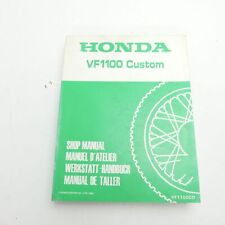 HONDA
VF1100 Custom
SHOP MANUAL
MANUEL D'ATELIER
WERKSTATT-HANDBUCH
MANUAL DE TALLER